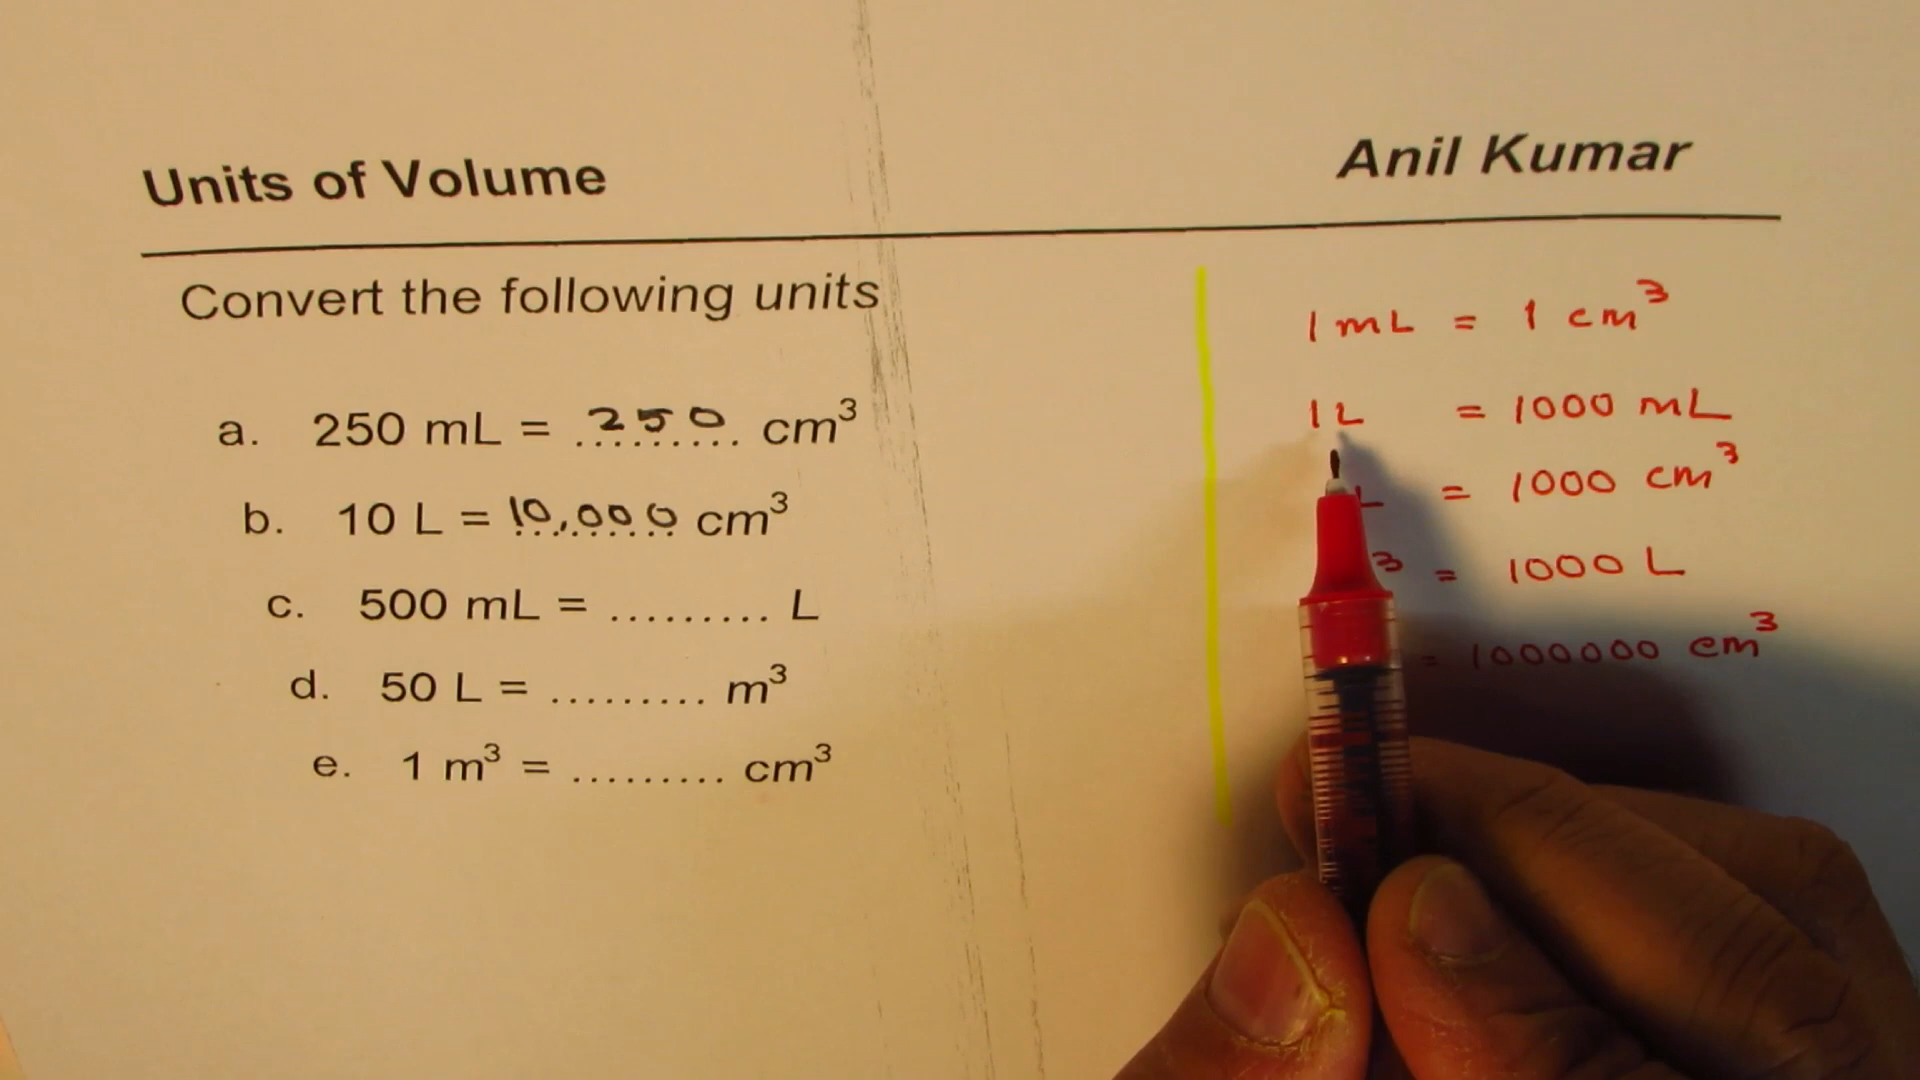 Units of Volume
Anil Kumar
Convert the following units
a. 250 mL = 250 cm³
b. 10 L = 10,000 cm³
c. 500 mL = ......... L
d. 50 L = ......... m³
e. 1 m³ = ......... cm³
1 mL = 1 cm³
1 L = 1000 mL
L = 1000 cm³
³ = 1000 L
= 1000000 cm³